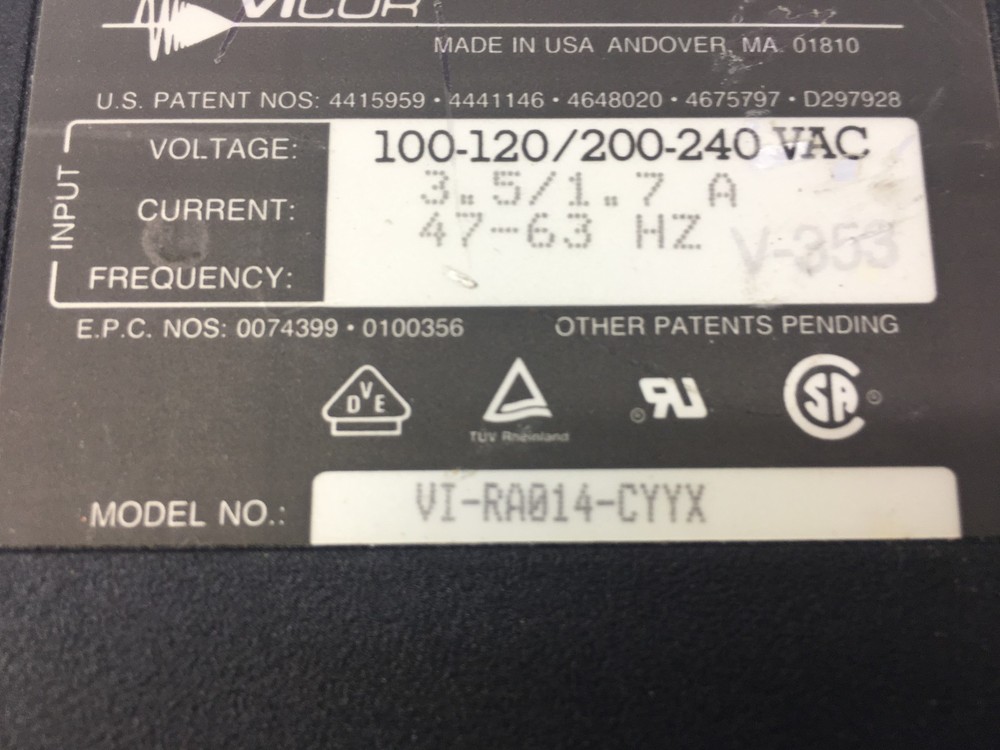 VICOR
MADE IN USA ANDOVER, MA 01810
U.S. PATENT NOS: 4415959 • 4441146 • 4648020 • 4675797 • D297928
INPUT
VOLTAGE: 100-120/200-240 VAC
CURRENT: 3.5/1.7 A
47-63 HZ
V-353
FREQUENCY:
E.P.C. NOS: 0074399 • 0100356 OTHER PATENTS PENDING
DVE
TÜV Rheinland
RU ®
SA ®
MODEL NO.: VI-RA014-CYYX